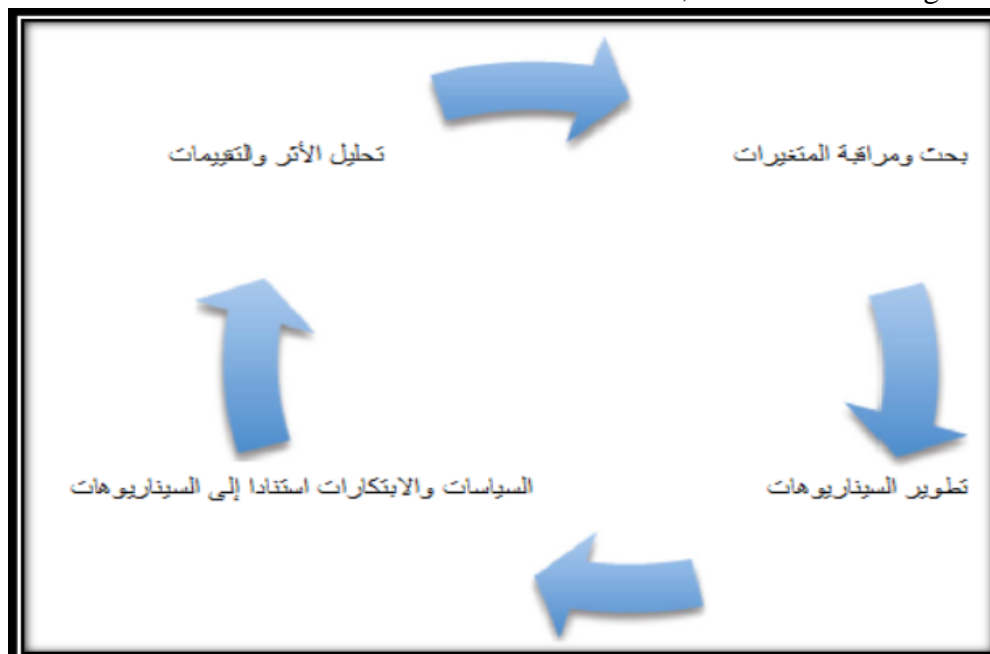 بحث ومراقبة المتغيرات
تحليل الأثر والتقييمات
تطوير السيناريوهات
السياسات والابتكارات استنادا إلى السيناريوهات